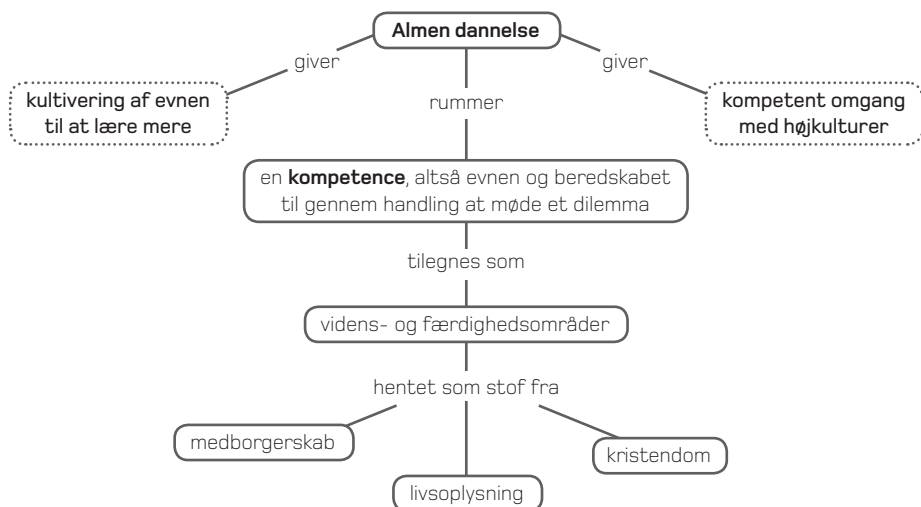 Almen dannelse
giver
giver
kultivering af evnen
til at lære mere
rummer
kompetent omgang
med højkulturer
en kompetence, altså evnen og beredskabet
til gennem handling at møde et dilemma
tilegnes som
videns- og færdighedsområder
hentet som stof fra
medborgerskab
kristendom
livsoplysning